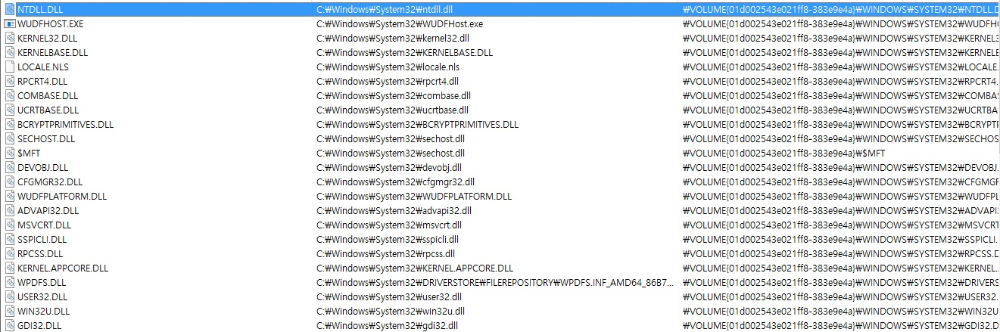 NTDLL.DLL C:₩Windows₩System32₩ntdll.dll ₩VOLUME{01d002543e021ff8-383e9e4a}₩WINDOWS₩SYSTEM32₩NTDLL.D
WUDFHOST.EXE C:₩Windows₩System32₩WUDFHost.exe ₩VOLUME{01d002543e021ff8-383e9e4a}₩WINDOWS₩SYSTEM32₩WUDFH
KERNEL32.DLL C:₩Windows₩System32₩kernel32.dll ₩VOLUME{01d002543e021ff8-383e9e4a}₩WINDOWS₩SYSTEM32₩KERNEL
KERNELBASE.DLL C:₩Windows₩System32₩KERNELBASE.DLL ₩VOLUME{01d002543e021ff8-383e9e4a}₩WINDOWS₩SYSTEM32₩KERNEL
LOCALE.NLS C:₩Windows₩System32₩locale.nls ₩VOLUME{01d002543e021ff8-383e9e4a}₩WINDOWS₩SYSTEM32₩LOCALE.
RPCRT4.DLL C:₩Windows₩System32₩rpcrt4.dll ₩VOLUME{01d002543e021ff8-383e9e4a}₩WINDOWS₩SYSTEM32₩RPCRT4.
COMBASE.DLL C:₩Windows₩System32₩combase.dll ₩VOLUME{01d002543e021ff8-383e9e4a}₩WINDOWS₩SYSTEM32₩COMBA
UCRTBASE.DLL C:₩Windows₩System32₩ucrtbase.dll ₩VOLUME{01d002543e021ff8-383e9e4a}₩WINDOWS₩SYSTEM32₩UCRTBA
BCRYPTPRIMITIVES.DLL C:₩Windows₩System32₩BCRYPTPRIMITIVES.DLL ₩VOLUME{01d002543e021ff8-383e9e4a}₩WINDOWS₩SYSTEM32₩BCRYPT
SECHOST.DLL C:₩Windows₩System32₩sechost.dll ₩VOLUME{01d002543e021ff8-383e9e4a}₩WINDOWS₩SYSTEM32₩SECHOS
$MFT C:₩Windows₩System32₩sechost.dll ₩VOLUME{01d002543e021ff8-383e9e4a}₩$MFT
DEVOBJ.DLL C:₩Windows₩System32₩devobj.dll ₩VOLUME{01d002543e021ff8-383e9e4a}₩WINDOWS₩SYSTEM32₩DEVOBJ.
CFGMGR32.DLL C:₩Windows₩System32₩cfgmgr32.dll ₩VOLUME{01d002543e021ff8-383e9e4a}₩WINDOWS₩SYSTEM32₩CFGMG
WUDFPLATFORM.DLL C:₩Windows₩System32₩WUDFPLATFORM.DLL ₩VOLUME{01d002543e021ff8-383e9e4a}₩WINDOWS₩SYSTEM32₩WUDFPL
ADVAPI32.DLL C:₩Windows₩System32₩advapi32.dll ₩VOLUME{01d002543e021ff8-383e9e4a}₩WINDOWS₩SYSTEM32₩ADVAPI
MSVCRT.DLL C:₩Windows₩System32₩msvcrt.dll ₩VOLUME{01d002543e021ff8-383e9e4a}₩WINDOWS₩SYSTEM32₩MSVCRT
SSPICLI.DLL C:₩Windows₩System32₩sspicli.dll ₩VOLUME{01d002543e021ff8-383e9e4a}₩WINDOWS₩SYSTEM32₩SSPICLI.
RPCSS.DLL C:₩Windows₩System32₩rpcss.dll ₩VOLUME{01d002543e021ff8-383e9e4a}₩WINDOWS₩SYSTEM32₩RPCSS.D
KERNEL.APPCORE.DLL C:₩Windows₩System32₩KERNEL.APPCORE.DLL ₩VOLUME{01d002543e021ff8-383e9e4a}₩WINDOWS₩SYSTEM32₩KERNEL.
WPDFS.DLL C:₩Windows₩System32₩DRIVERSTORE₩FILEREPOSITORY₩WPDFS.INF_AMD64_86B7... ₩VOLUME{01d002543e021ff8-383e9e4a}₩WINDOWS₩SYSTEM32₩DRIVERS
USER32.DLL C:₩Windows₩System32₩user32.dll ₩VOLUME{01d002543e021ff8-383e9e4a}₩WINDOWS₩SYSTEM32₩USER32.
WIN32U.DLL C:₩Windows₩System32₩win32u.dll ₩VOLUME{01d002543e021ff8-383e9e4a}₩WINDOWS₩SYSTEM32₩WIN32U
GDI32.DLL C:₩Windows₩System32₩gdi32.dll ₩VOLUME{01d002543e021ff8-383e9e4a}₩WINDOWS₩SYSTEM32₩GDI32.D